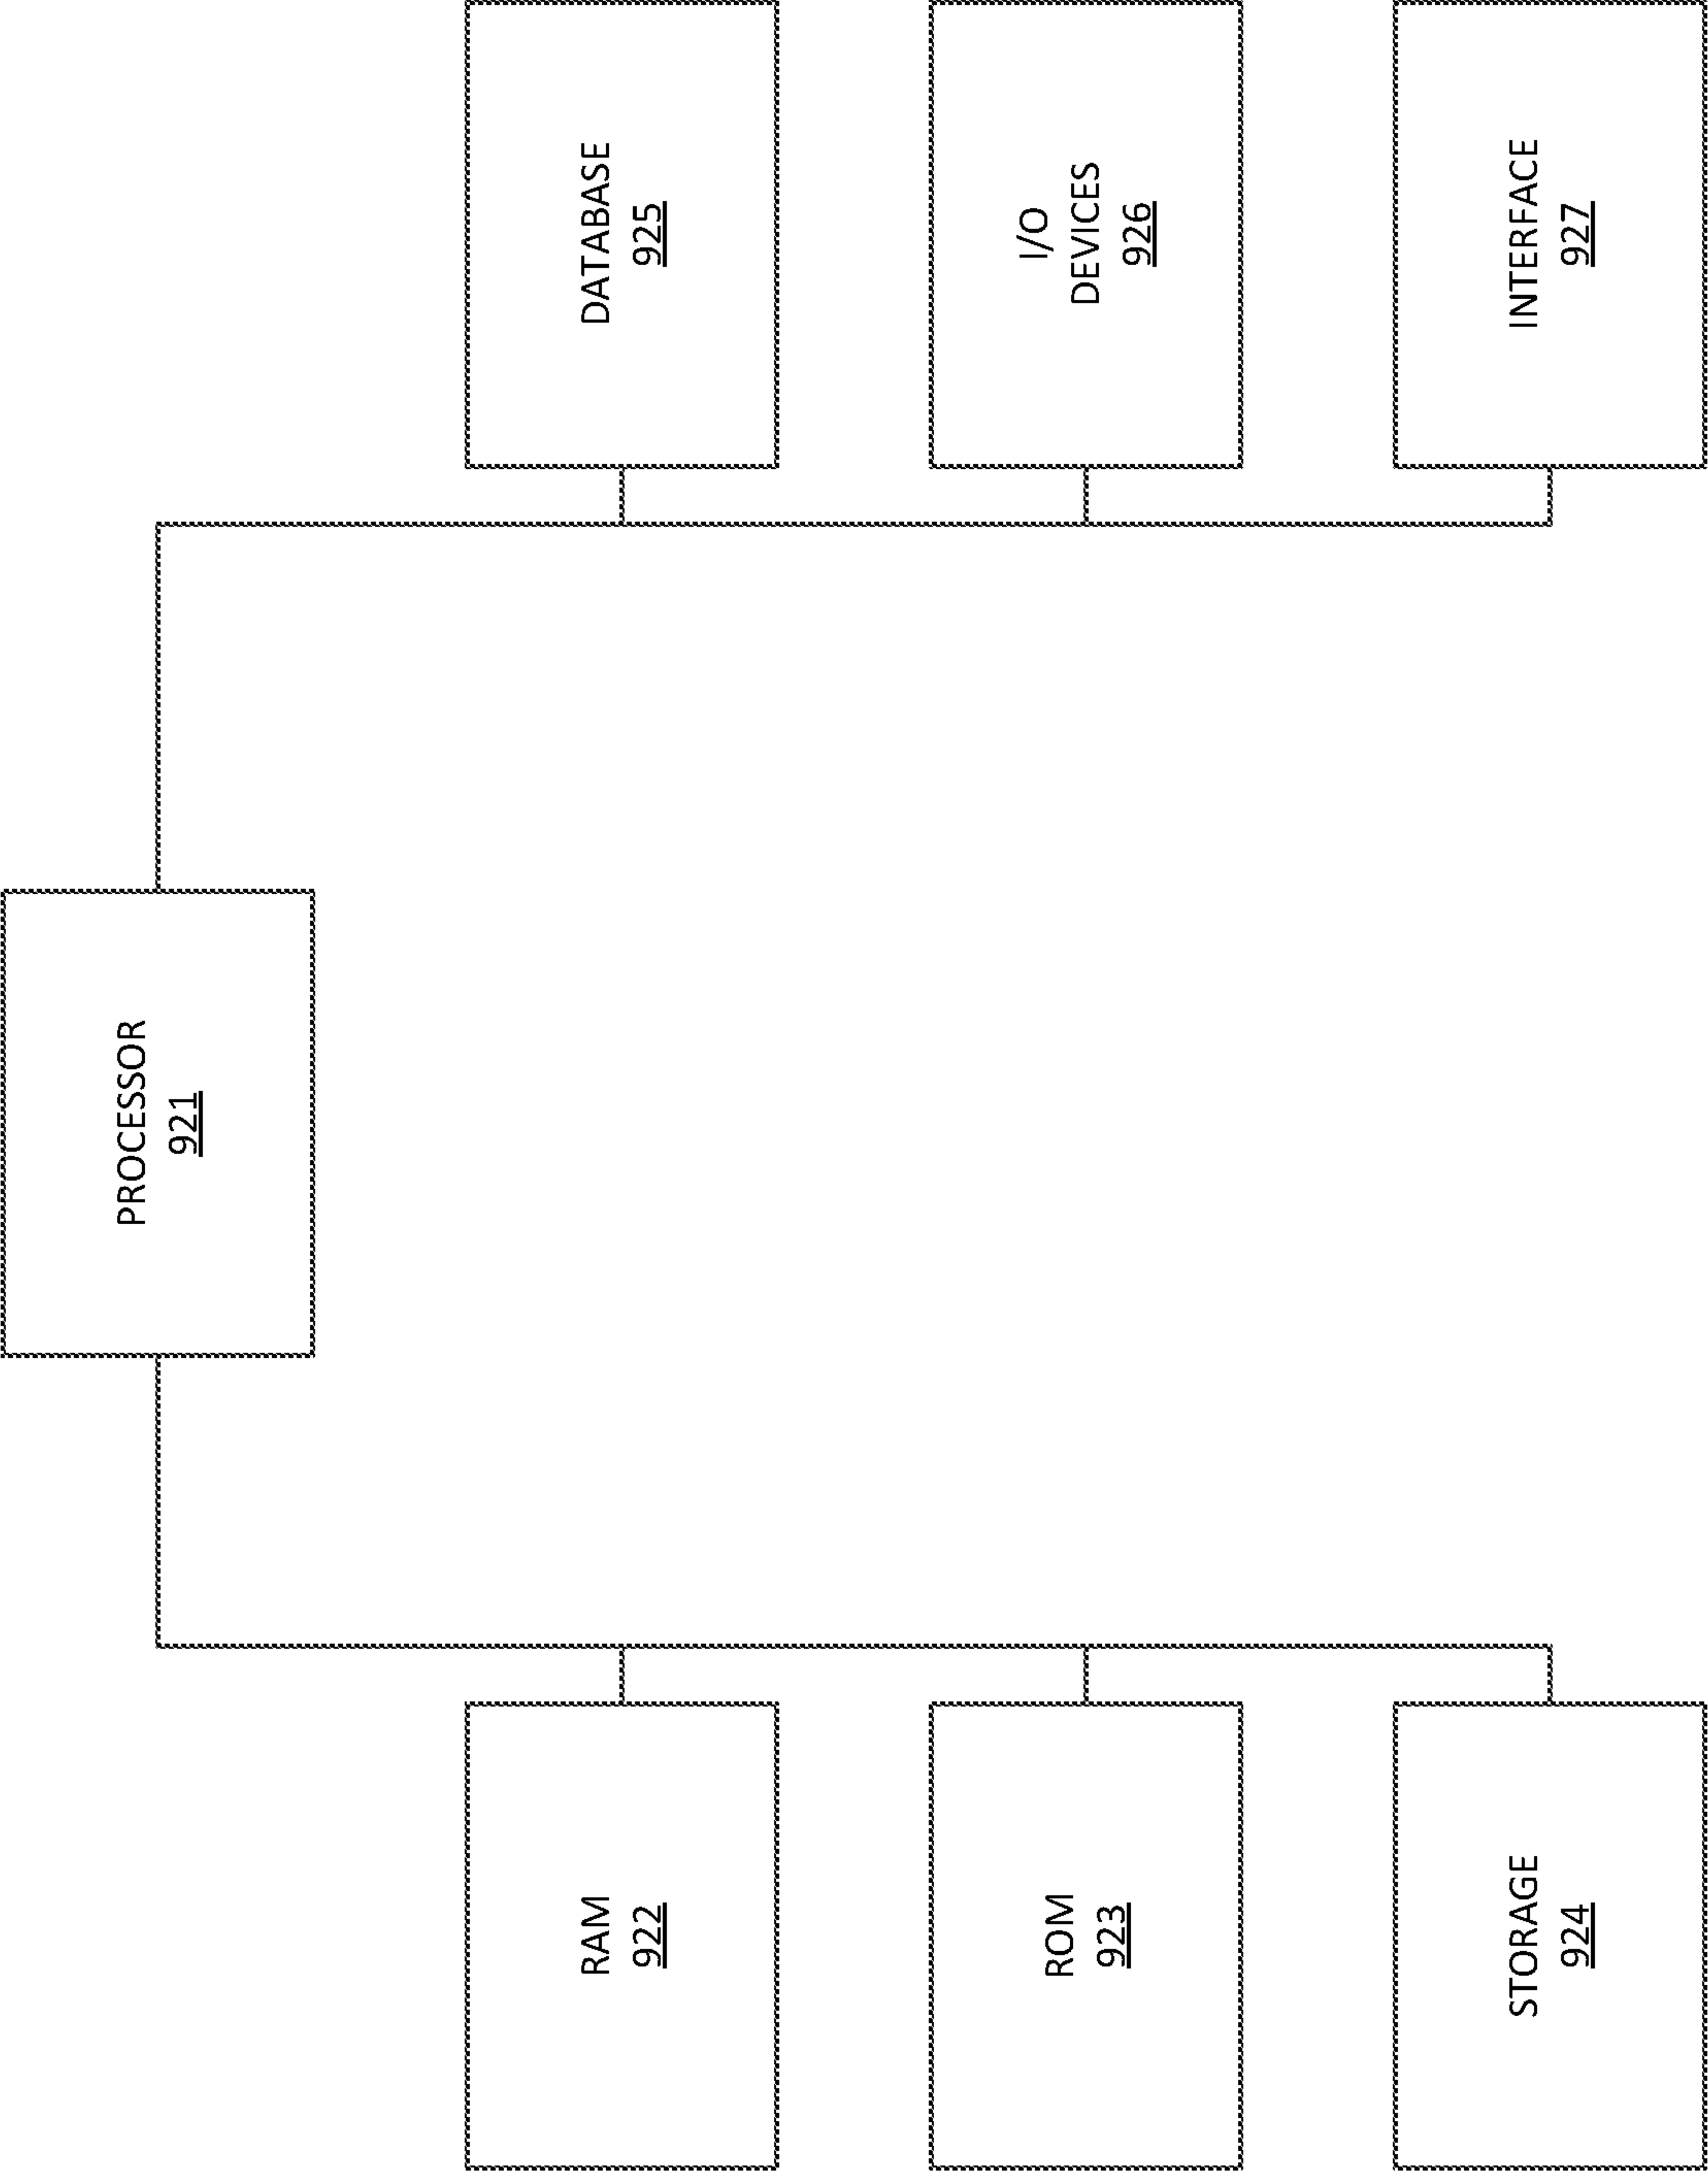 PROCESSOR
921
RAM
922
DATABASE
925
ROM
923
I/O
DEVICES
926
STORAGE
924
INTERFACE
927